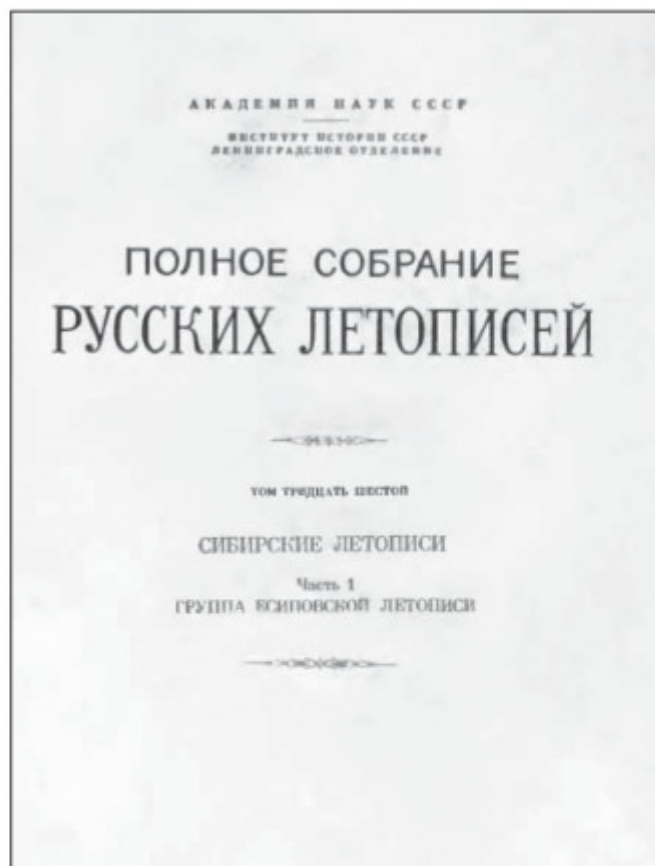 АКАДЕМИЯ НАУК СССР
ИНСТИТУТ ИСТОРИИ СССР
ЛЕНИНГРАДСКОЕ ОТДЕЛЕНИЕ
ПОЛНОЕ СОБРАНИЕ
РУССКИХ ЛЕТОПИСЕЙ
ТОМ ТРИДЦАТЬ ШЕСТОЙ
СИБИРСКИЕ ЛЕТОПИСИ
Часть 1
ГРУППА ЕСИПОВСКОЙ ЛЕТОПИСИ